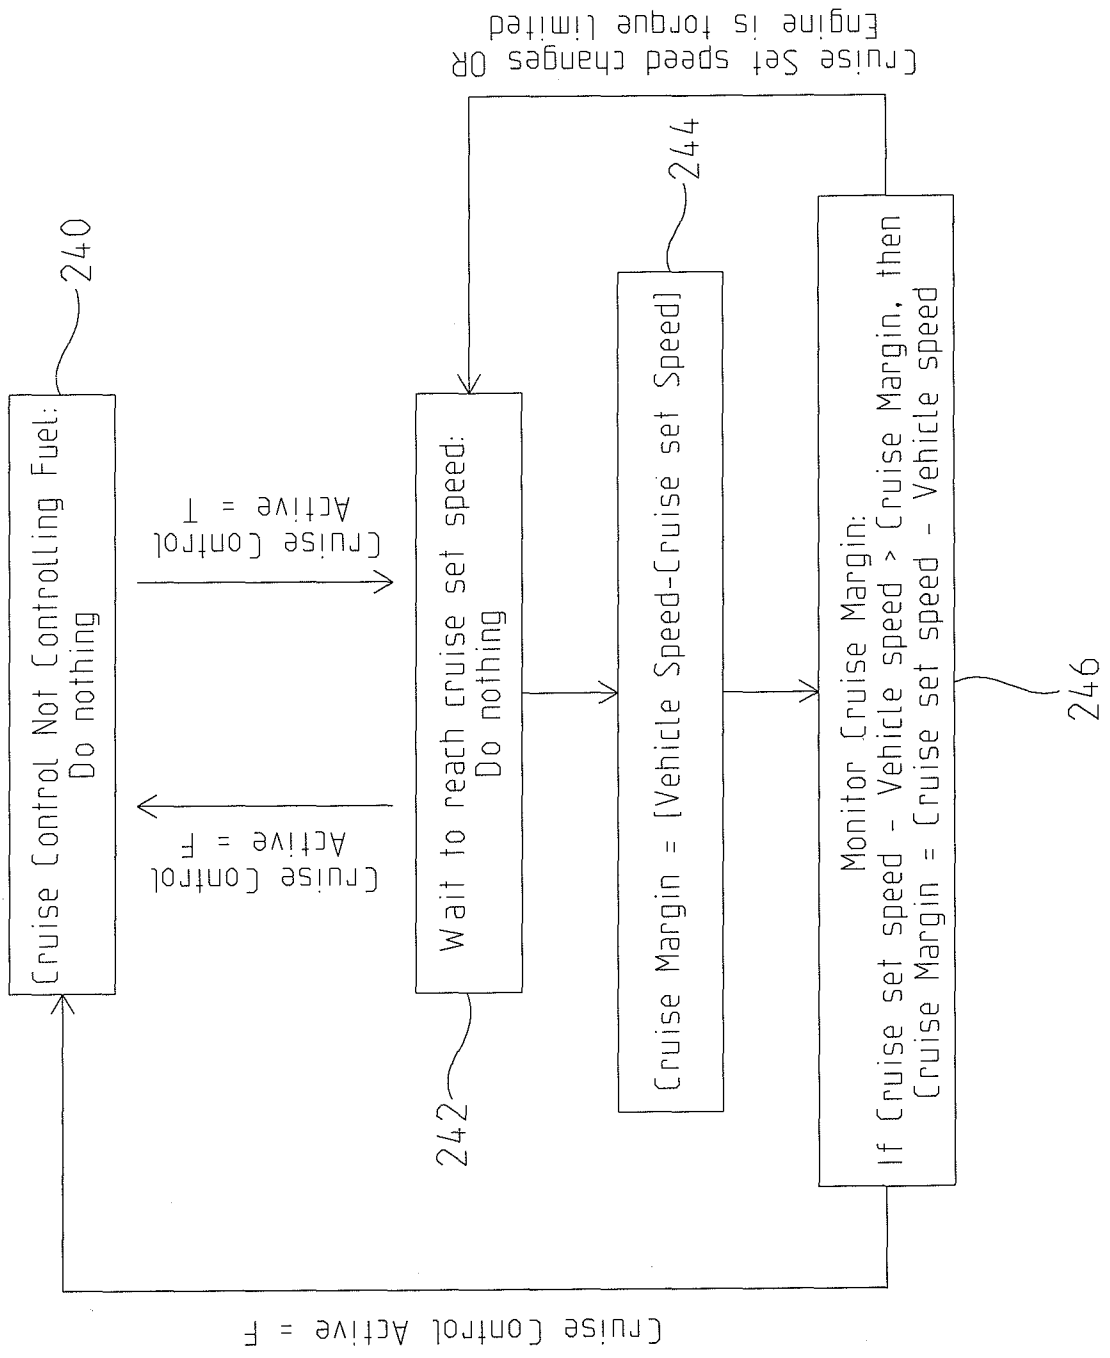 Cruise Control Not Controlling Fuel:
Do nothing
240
Cruise Control
Active = F
Cruise Control
Active = T
Wait to reach cruise set speed:
Do nothing
242
Cruise Margin = [Vehicle Speed-Cruise set Speed]
244
Monitor Cruise Margin:
If Cruise set speed - Vehicle speed > Cruise Margin, then
Cruise Margin = Cruise set speed - Vehicle speed
246
Cruise Control Active = F
Cruise Set speed changes OR
Engine is torque limited